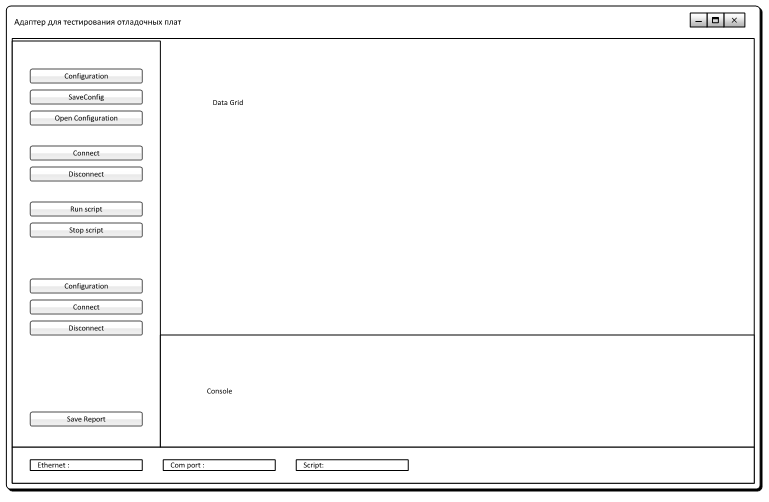 Адаптер для тестирования отладочных плат
Configuration
SaveConfig
Open Configuration
Connect
Disconnect
Run script
Stop script
Configuration
Connect
Disconnect
Save Report
Data Grid
Console
Ethernet :
Com port :
Script: